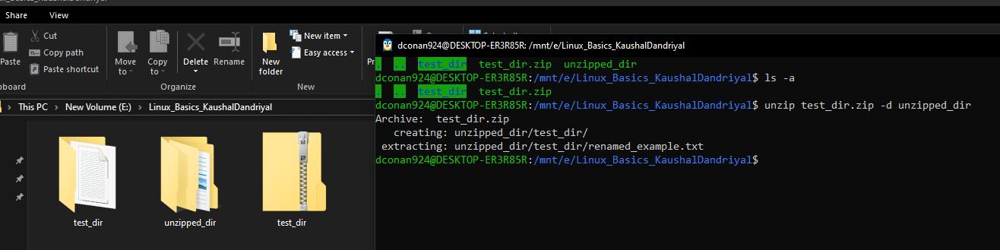 ux_Basics_KaushalDandriyal
Share View
Paste
Cut
Copy path
Paste shortcut
Move to
Copy to
Delete
Rename
New folder
New item
Easy access
board
Organize
New
This PC > New Volume (E:) > Linux_Basics_KaushalDandriyal
test_dir
unzipped_dir
test_dir
dconan924@DESKTOP-ER3R85R: /mnt/e/Linux_Basics_KaushalDandriyal
. .. test_dir test_dir.zip unzipped_dir
dconan924@DESKTOP-ER3R85R:/mnt/e/Linux_Basics_KaushalDandriyal$ ls -a
. .. test_dir test_dir.zip
dconan924@DESKTOP-ER3R85R:/mnt/e/Linux_Basics_KaushalDandriyal$ unzip test_dir.zip -d unzipped_dir
Archive:  test_dir.zip
   creating: unzipped_dir/test_dir/
 extracting: unzipped_dir/test_dir/renamed_example.txt
dconan924@DESKTOP-ER3R85R:/mnt/e/Linux_Basics_KaushalDandriyal$